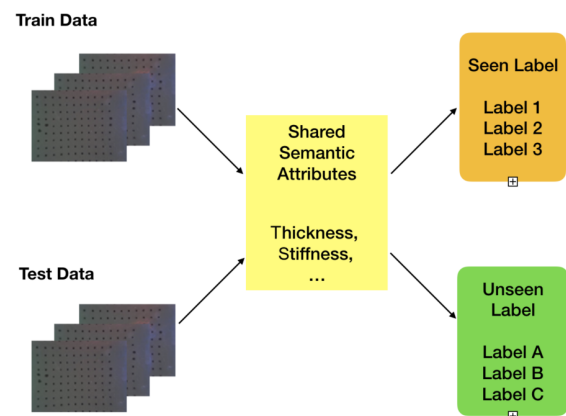 Train Data
Seen Label
Label 1
Label 2
Label 3
Shared
Semantic
Attributes
Thickness,
Stiffness,
...
Test Data
Unseen
Label
Label A
Label B
Label C